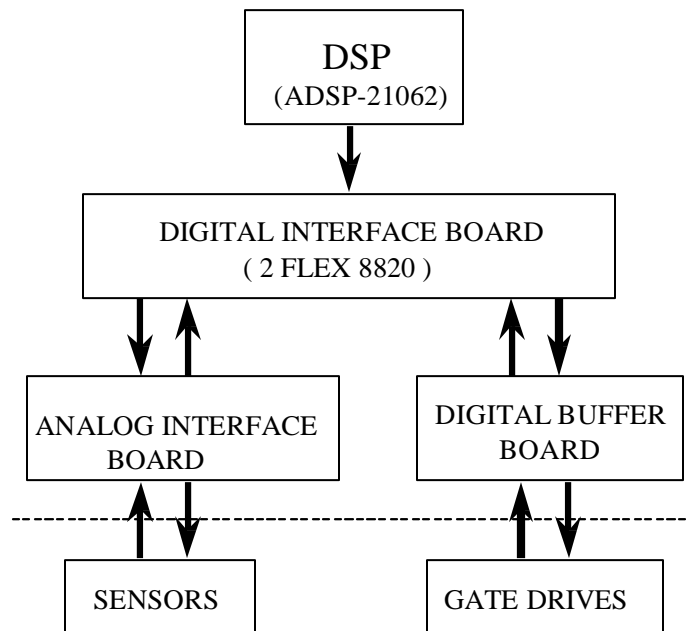 DSP
(ADSP-21062)
DIGITAL INTERFACE BOARD
( 2 FLEX 8820 )
ANALOG INTERFACE
BOARD
DIGITAL BUFFER
BOARD
SENSORS
GATE DRIVES